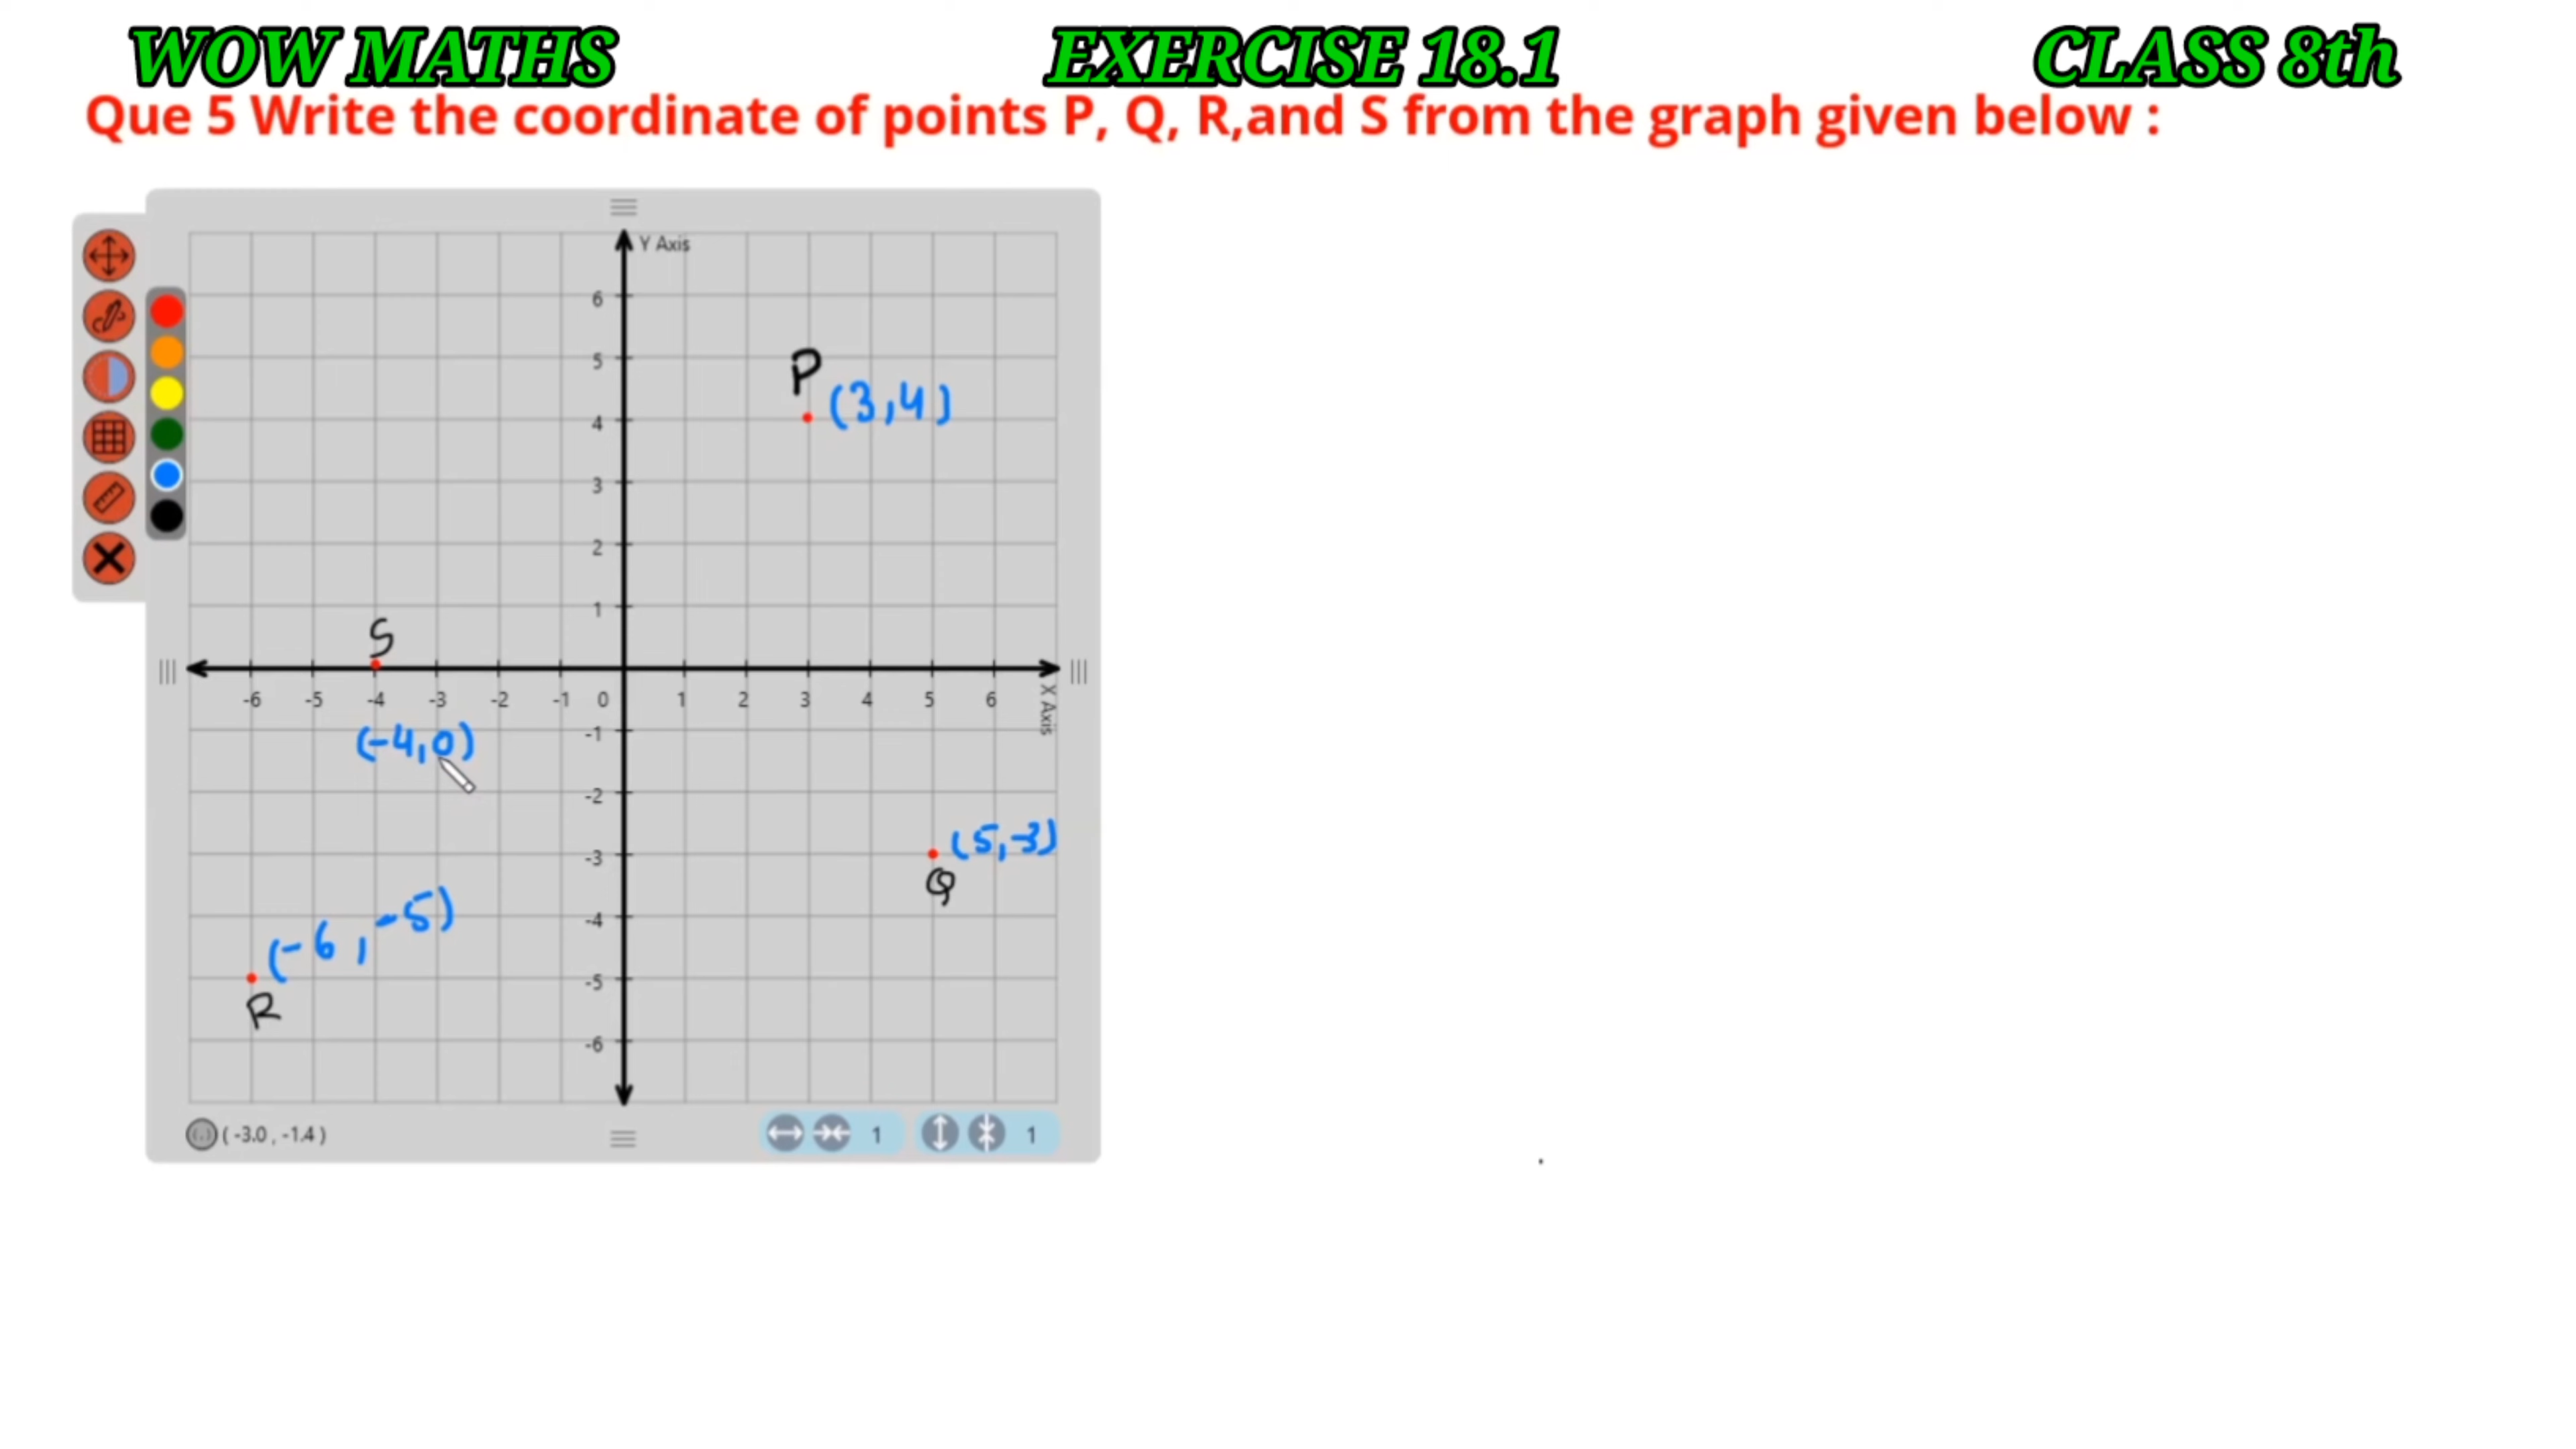 WOW MATHS EXERCISE 18.1 CLASS 8th
Que 5 Write the coordinate of points P, Q, R,and S from the graph given below :
Y Axis
6
5
P
(3,4)
4
3
2
1
S
-6 -5 -4 -3 -2 -1 0 1 2 3 4 5 6
X Axis
-1
(-4,0)
-2
(5,-3)
-3
Q
-4
(-6,-5)
-5
R
-6
(,) ( -3.0 , -1.4 ) 1 1